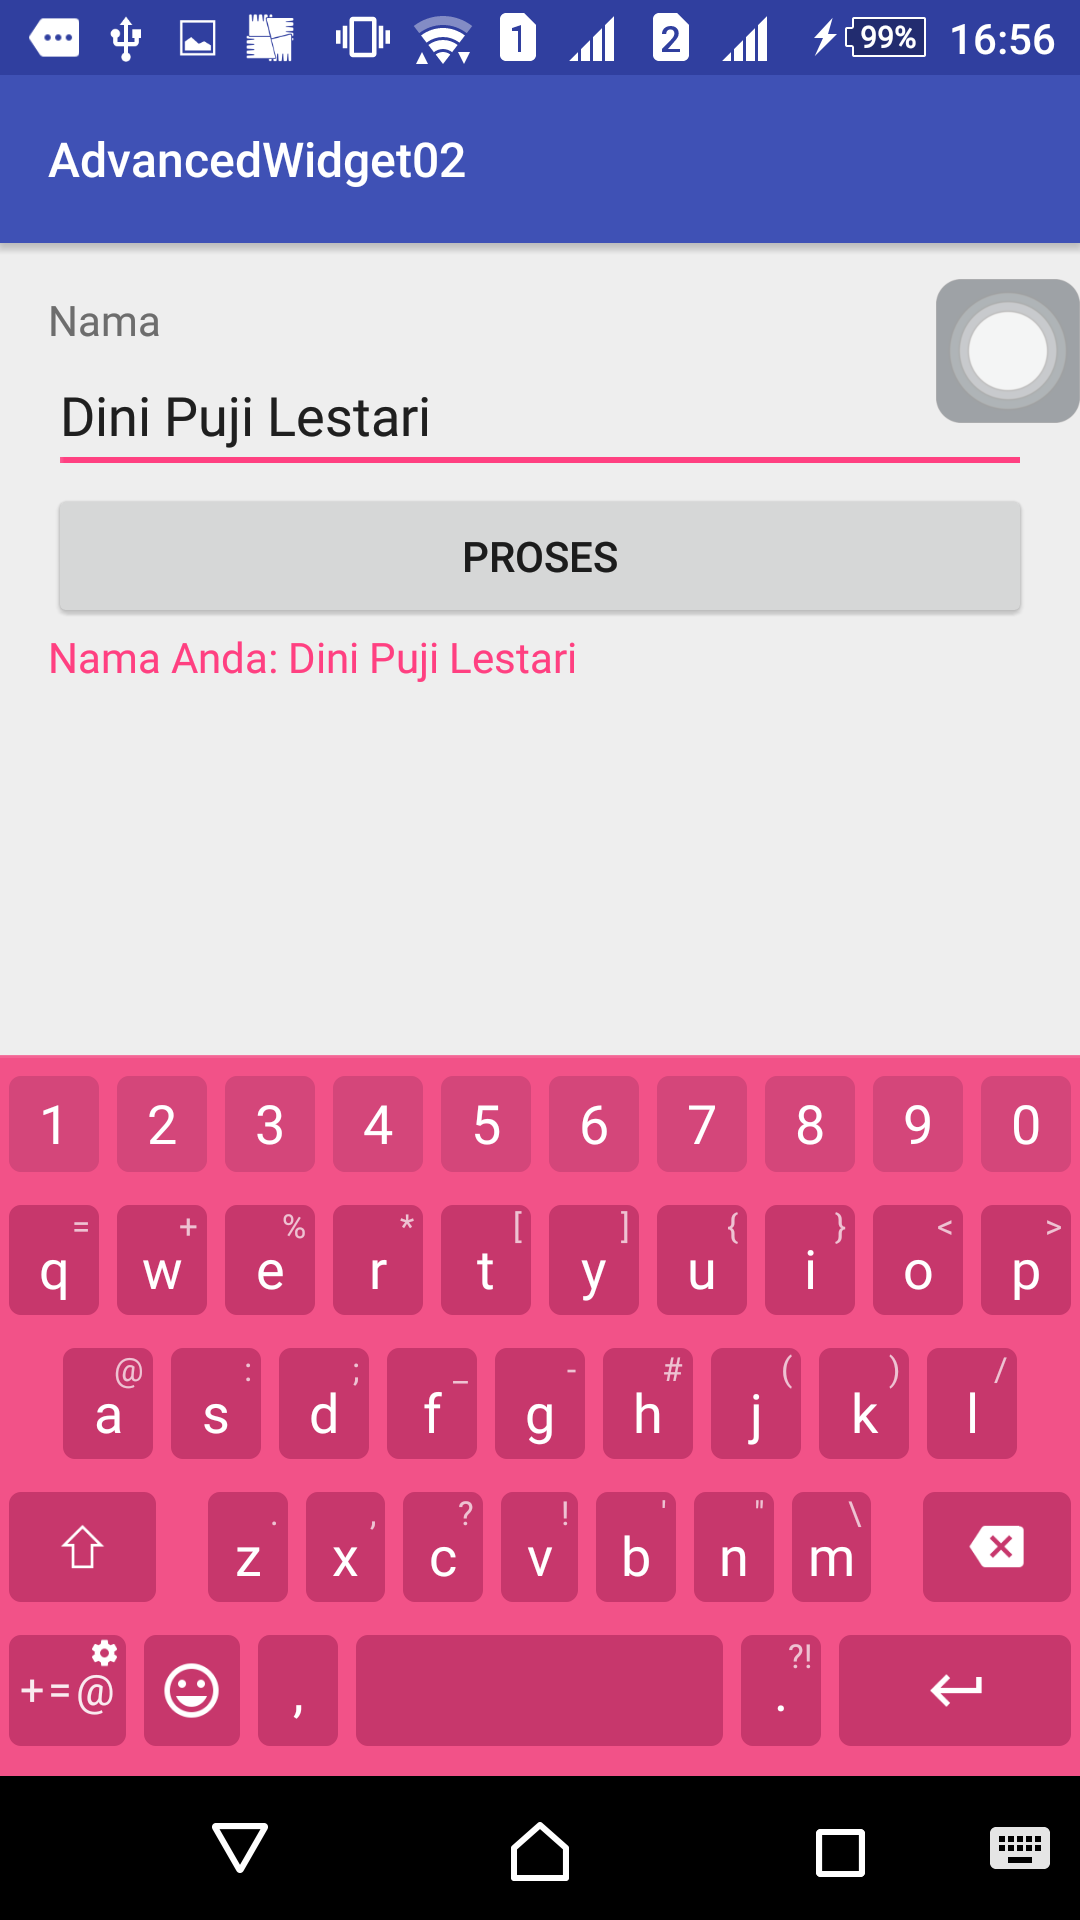 1 2 99% 16:56
AdvancedWidget02
Nama
Dini Puji Lestari
PROSES
Nama Anda: Dini Puji Lestari
1 2 3 4 5 6 7 8 9 0
= + % * [ ] { } < >
q w e r t y u i o p
@ : ; _ - # ( ) /
a s d f g h j k l
. , ? ! ' " \
z x c v b n m
?!
+=@ , .